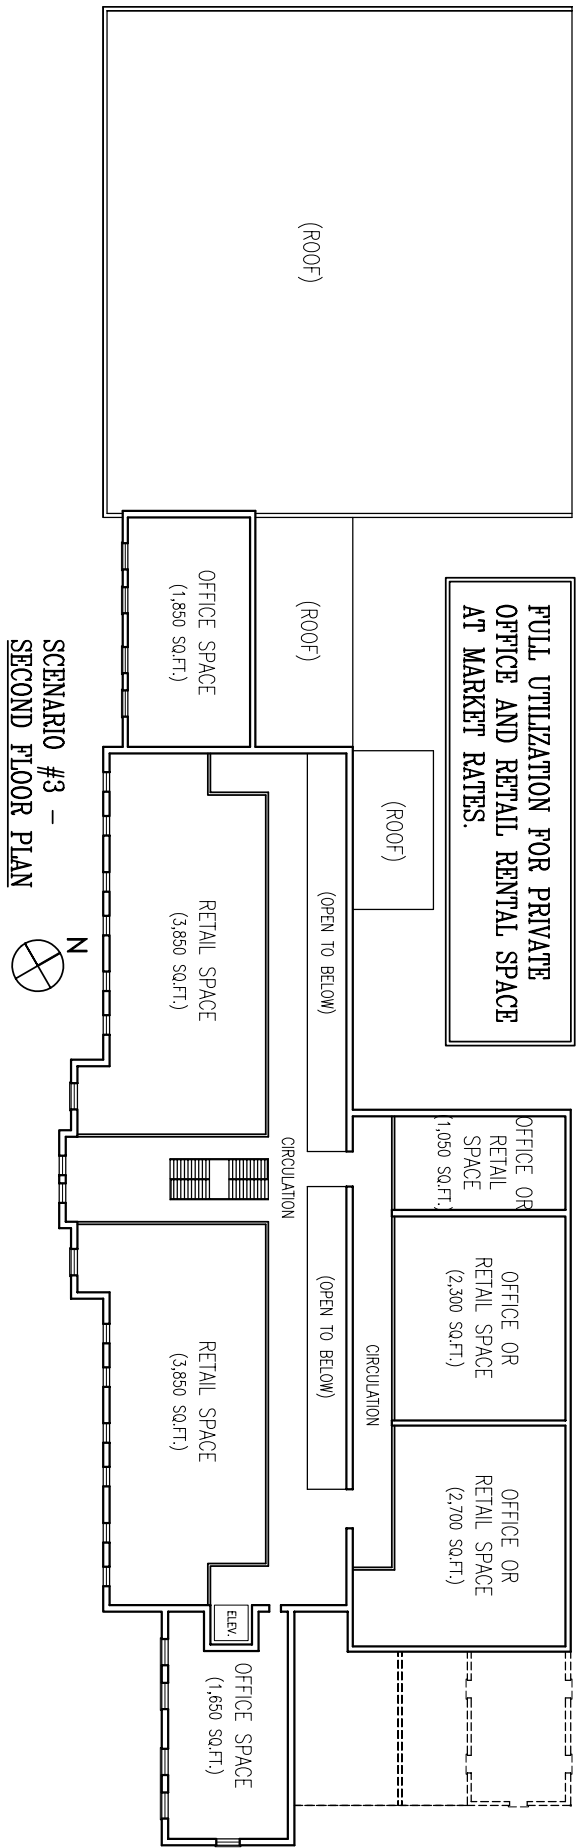 FULL UTILIZATION FOR PRIVATE
OFFICE AND RETAIL RENTAL SPACE
AT MARKET RATES.
(ROOF)
(ROOF)
(ROOF)
OFFICE SPACE
(1,850 SQ.FT.)
(OPEN TO BELOW)
RETAIL SPACE
(3,850 SQ.FT.)
CIRCULATION
OFFICE OR
RETAIL
SPACE
(1,050 SQ.FT.)
OFFICE OR
RETAIL SPACE
(2,300 SQ.FT.)
OFFICE OR
RETAIL SPACE
(2,700 SQ.FT.)
CIRCULATION
(OPEN TO BELOW)
RETAIL SPACE
(3,850 SQ.FT.)
ELEV.
OFFICE SPACE
(1,650 SQ.FT.)
N
SCENARIO #3 -
SECOND FLOOR PLAN